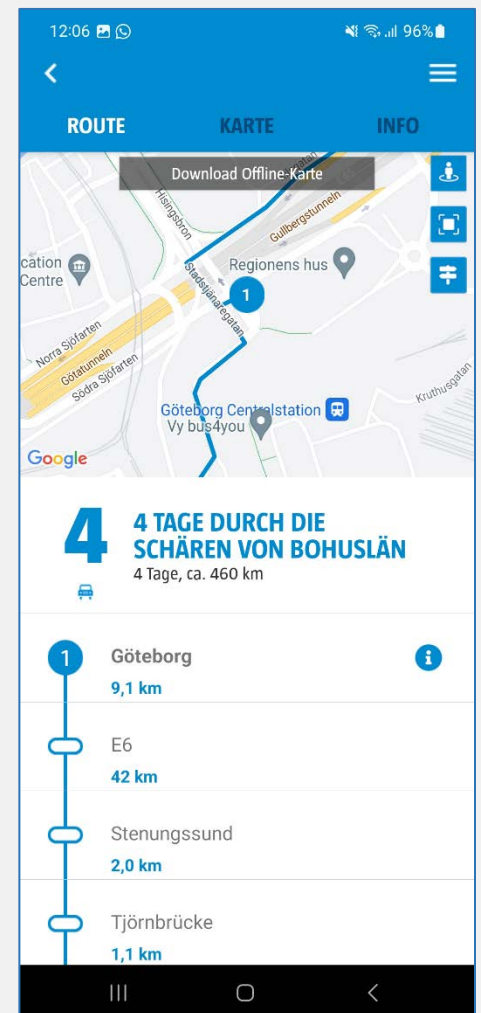 12:06
96%
ROUTE
KARTE
INFO
Download Offline-Karte
Hisingsbron
Gullbergstunneln
cation
Centre
Regionens hus
1
Stadstjänaregatan
Norra Sjöfarten
Götatunneln
Södra Sjöfarten
Kruthusgatan
Göteborg Centralstation
Vy bus4you
Google
4
4 TAGE DURCH DIE
SCHÄREN VON BOHUSLÄN
4 Tage, ca. 460 km
1
Göteborg
9,1 km
E6
42 km
Stenungssund
2,0 km
Tjörnbrücke
1,1 km